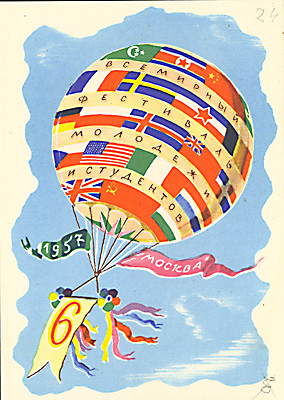 24
ВСЕМИРНЫЙ
ФЕСТИВАЛЬ
МОЛОДЕЖИ
И СТУДЕНТОВ
1957
МОСКВА
6